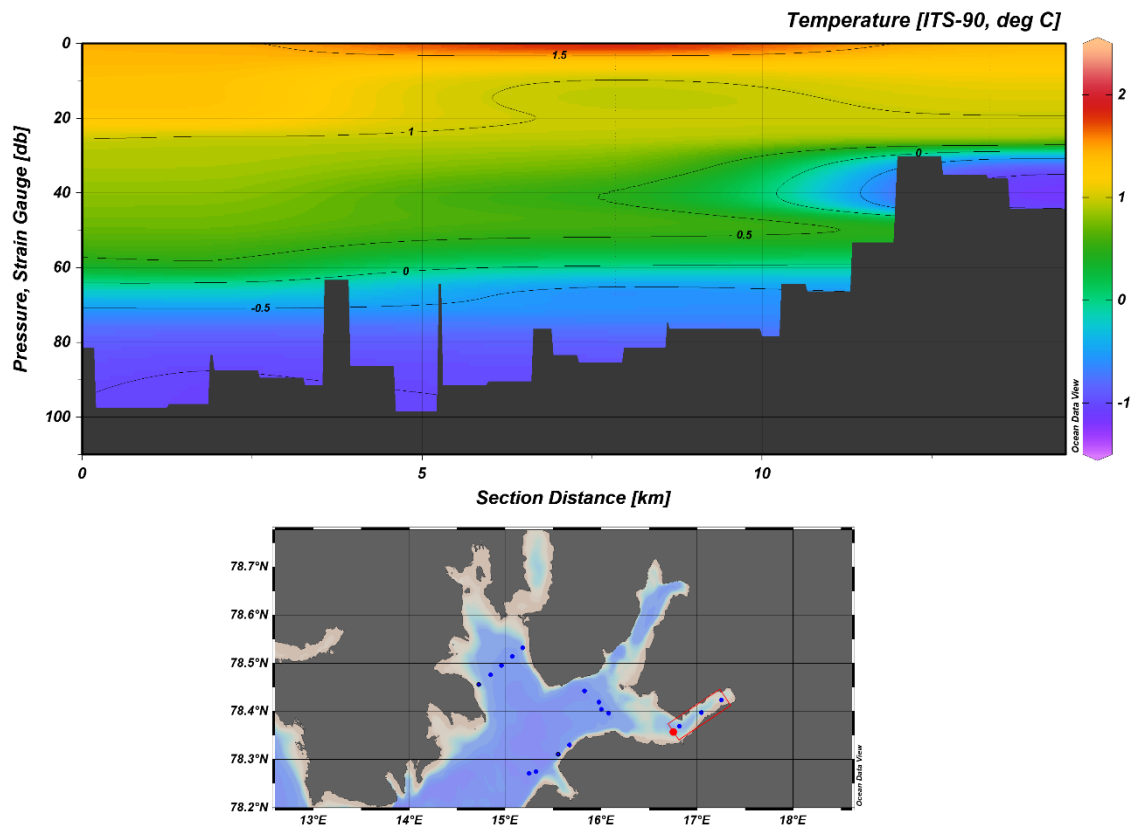 Temperature [ITS-90, deg C]
Pressure, Strain Gauge [db]
0
20
40
60
80
100
1.5
1
0
0.5
0
-0.5
2
1
0
-1
Ocean Data View
0
5
10
Section Distance [km]
78.7°N
78.6°N
78.5°N
78.4°N
78.3°N
78.2°N
13°E
14°E
15°E
16°E
17°E
18°E
Ocean Data View